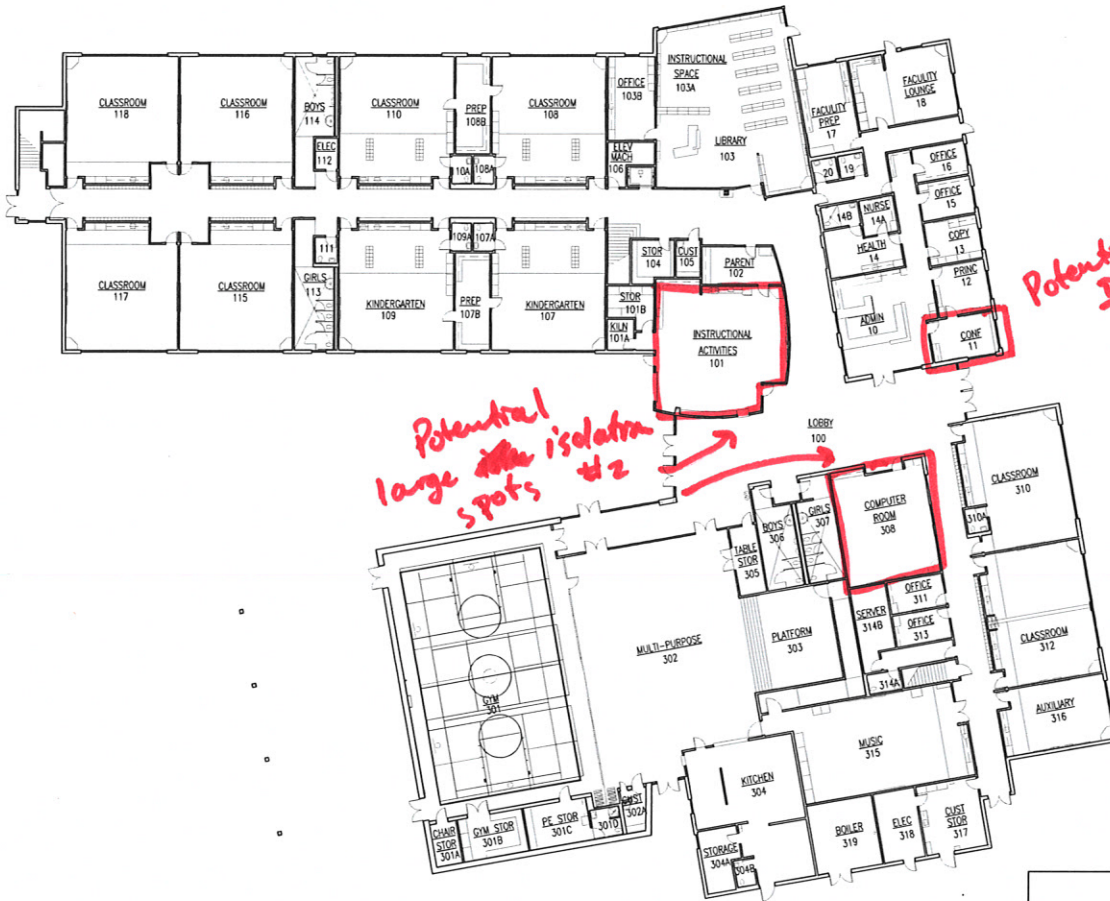 CLASSROOM
118
CLASSROOM
116
BOYS
114
ELEC
112
CLASSROOM
110
PREP
108B
110A
108A
CLASSROOM
108
OFFICE
103B
ELEV
MACH
106
INSTRUCTIONAL
SPACE
103A
LIBRARY
103
FACULITY
PREP
17
FACULITY
LOUNGE
18
20
19
OFFICE
16
OFFICE
15
14B
NURSE
14A
HEALTH
14
COPY
13
PRINC
12
ADMIN
10
CONF
11
CLASSROOM
117
CLASSROOM
115
111
GIRLS
113
KINDERGARTEN
109
109A
107A
PREP
107B
KINDERGARTEN
107
STOR
104
CUST
105
PARENT
102
STOR
101B
KILN
101A
INSTRUCTIONAL
ACTIVITIES
101
Potential
large isolation
spots #2
LOBBY
100
CLASSROOM
310
310A
COMPUTER
ROOM
308
BOYS
306
GIRLS
307
TABLE
STOR
305
OFFICE
311
OFFICE
313
SERVER
314B
314A
CLASSROOM
312
AUXILIARY
316
MULTI-PURPOSE
302
PLATFORM
303
GYM
301
MUSIC
315
KITCHEN
304
STORAGE
304A
304B
BOILER
319
ELEC
318
CUST
STOR
317
CHAIR
STOR
301A
GYM STOR
301B
PE STOR
301C
301D
CUST
302A